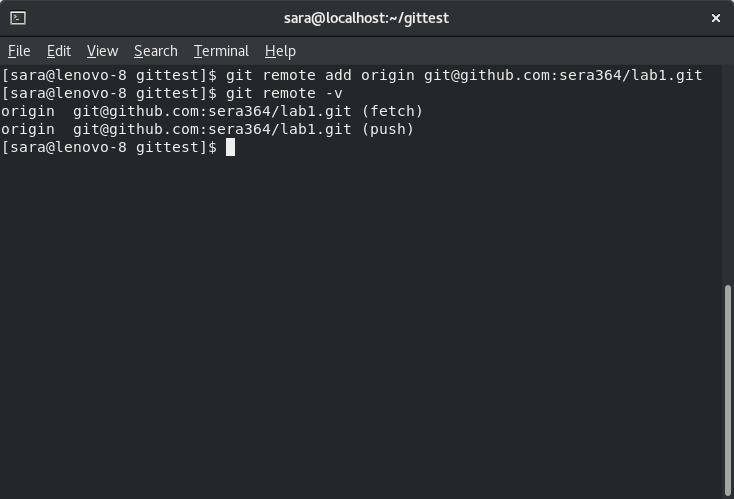 sara@localhost:~/gittest
File Edit View Search Terminal Help
[sara@lenovo-8 gittest]$ git remote add origin git@github.com:sera364/lab1.git
[sara@lenovo-8 gittest]$ git remote -v
origin  git@github.com:sera364/lab1.git (fetch)
origin  git@github.com:sera364/lab1.git (push)
[sara@lenovo-8 gittest]$